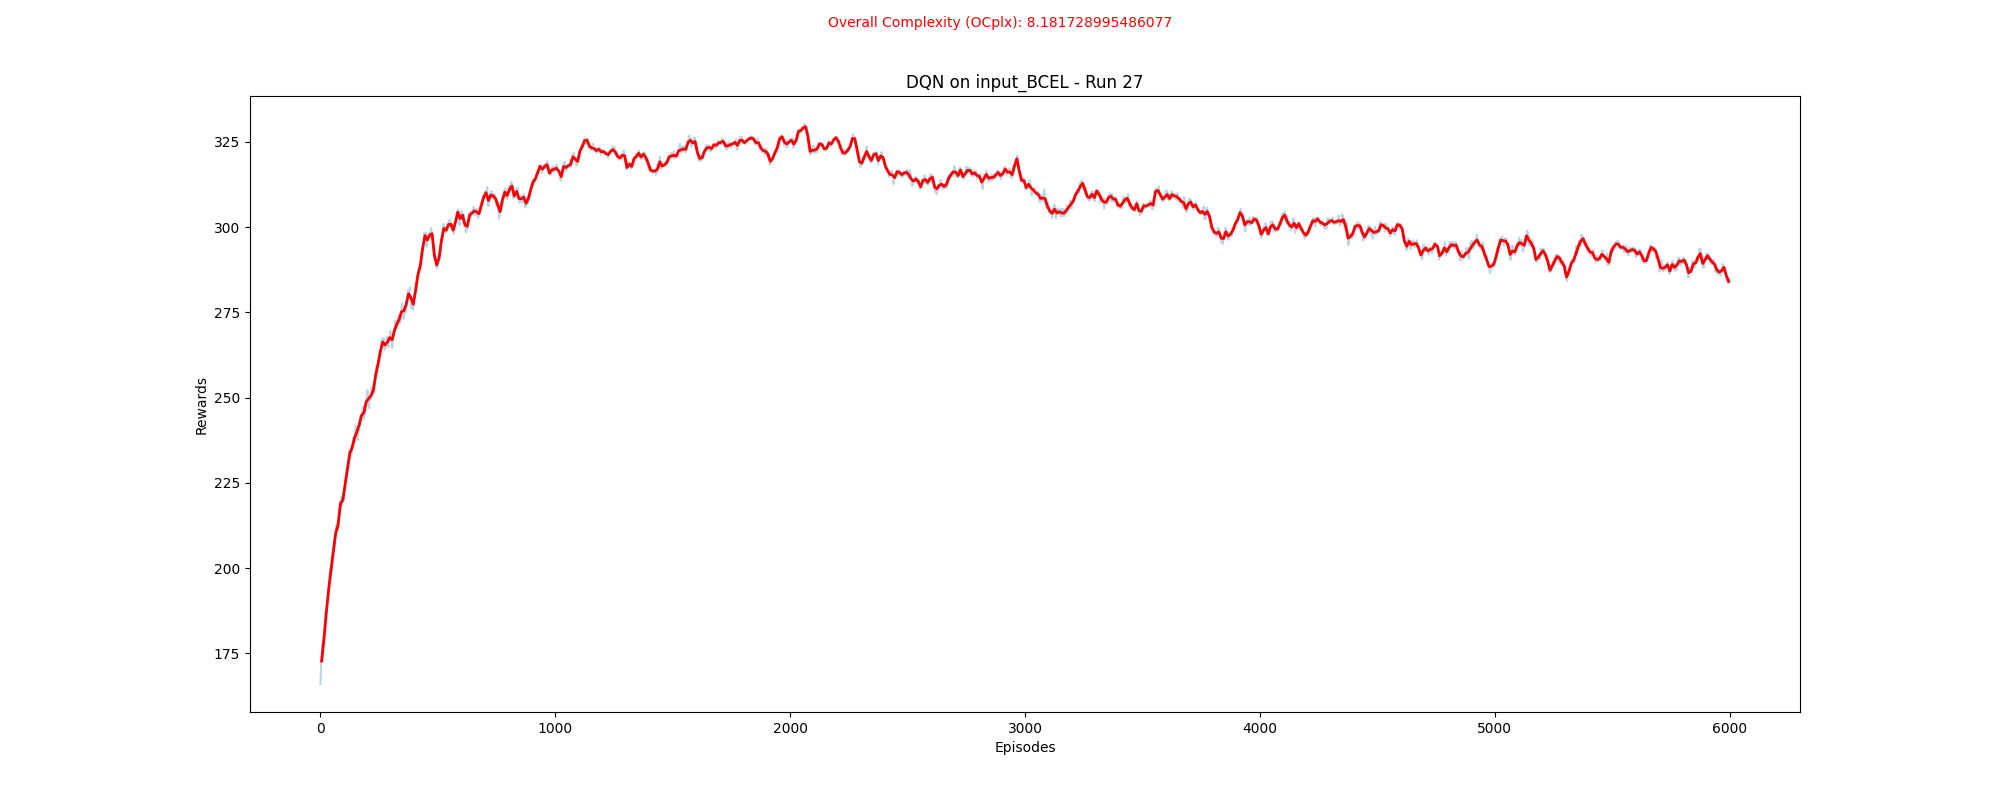 Overall Complexity (OCplx): 8.181728995486077
DQN on input_BCEL - Run 27
325
300
275
250
225
200
175
Rewards
0 1000 2000 3000 4000 5000 6000
Episodes